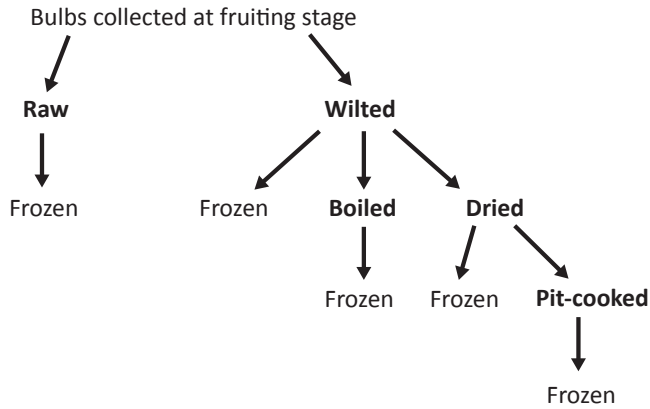 Bulbs collected at fruiting stage
Raw
Wilted
Frozen
Frozen
Boiled
Dried
Frozen
Frozen
Pit-cooked
Frozen